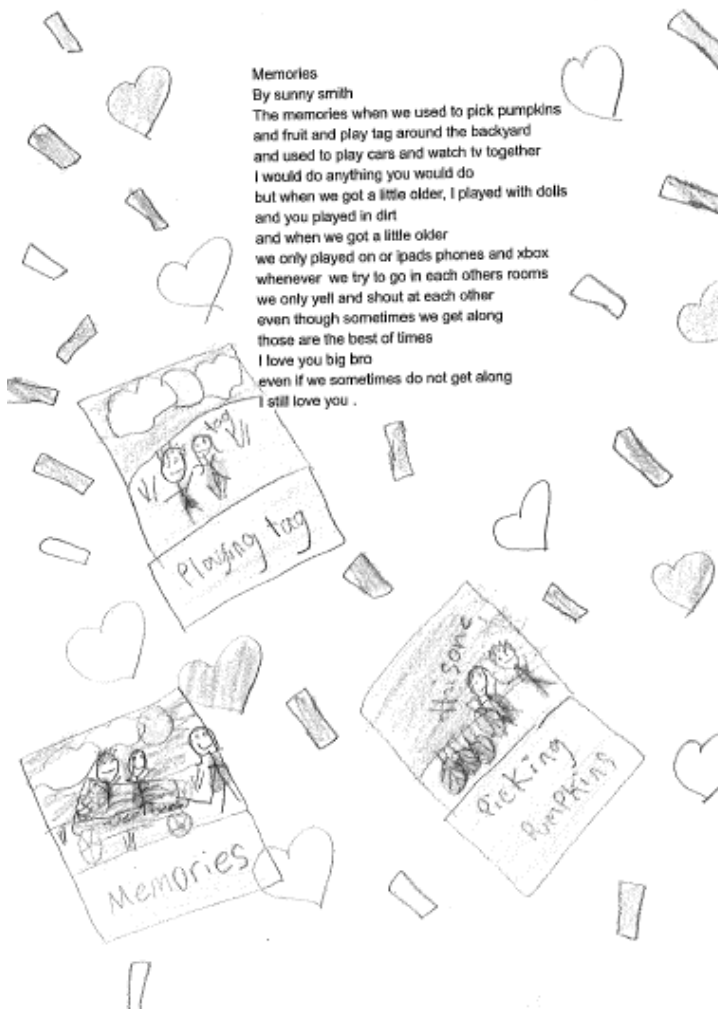 Memories
By sunny smith
The memories when we used to pick pumpkins
and fruit and play tag around the backyard
and used to play cars and watch tv together
I would do anything you would do
but when we got a little older, I played with dolls
and you played in dirt
and when we got a little older
we only played on or ipads phones and xbox
whenever we try to go in each others rooms
we only yell and shout at each other
even though sometimes we get along
those are the best of times
I love you big bro
even if we sometimes do not get along
I still love you .
tag
Playing tag
this one
Picking
Pumpkins
Memories